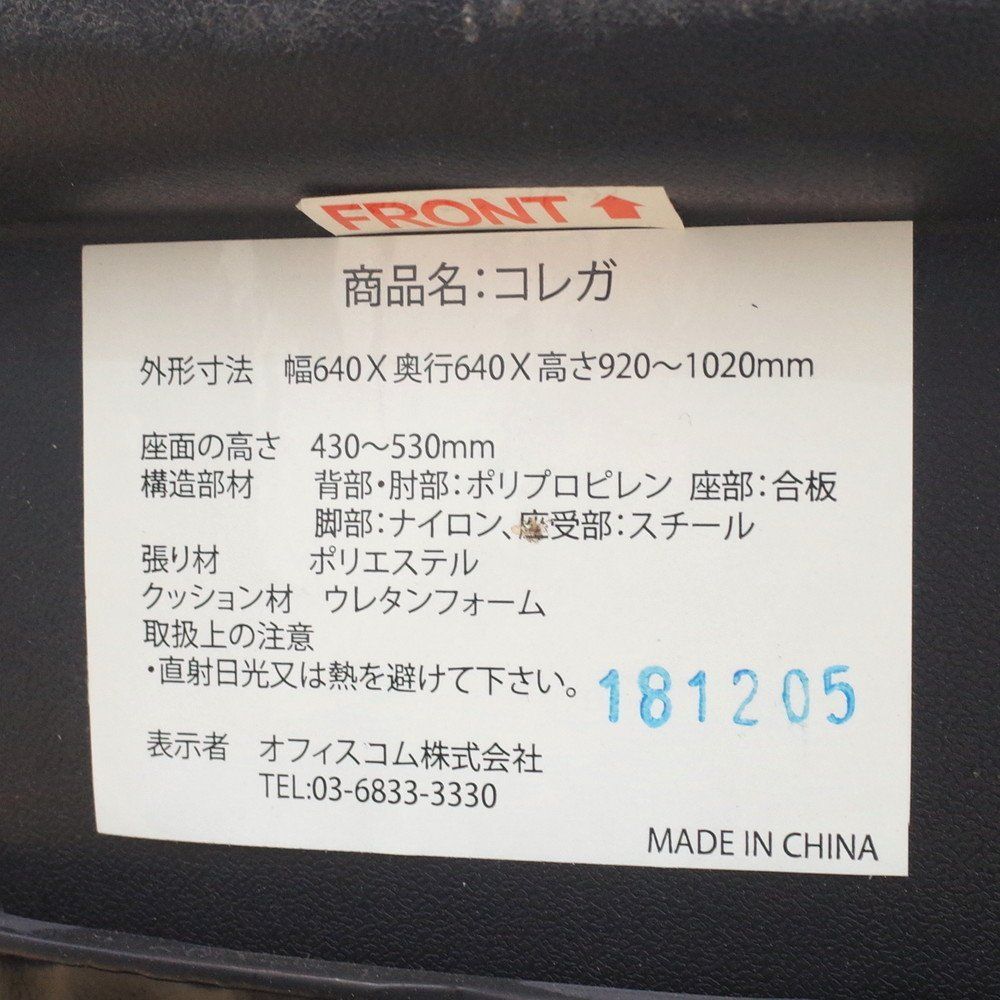 FRONT
商品名:コレガ
外形寸法 幅640X奥行640X高さ920～1020mm
座面の高さ 430～530mm
構造部材 背部・肘部:ポリプロピレン 座部:合板
脚部:ナイロン、座受部:スチール
張り材 ポリエステル
クッション材 ウレタンフォーム
取扱上の注意
・直射日光又は熱を避けて下さい。
181205
表示者 オフィスコム株式会社
TEL:03-6833-3330
MADE IN CHINA